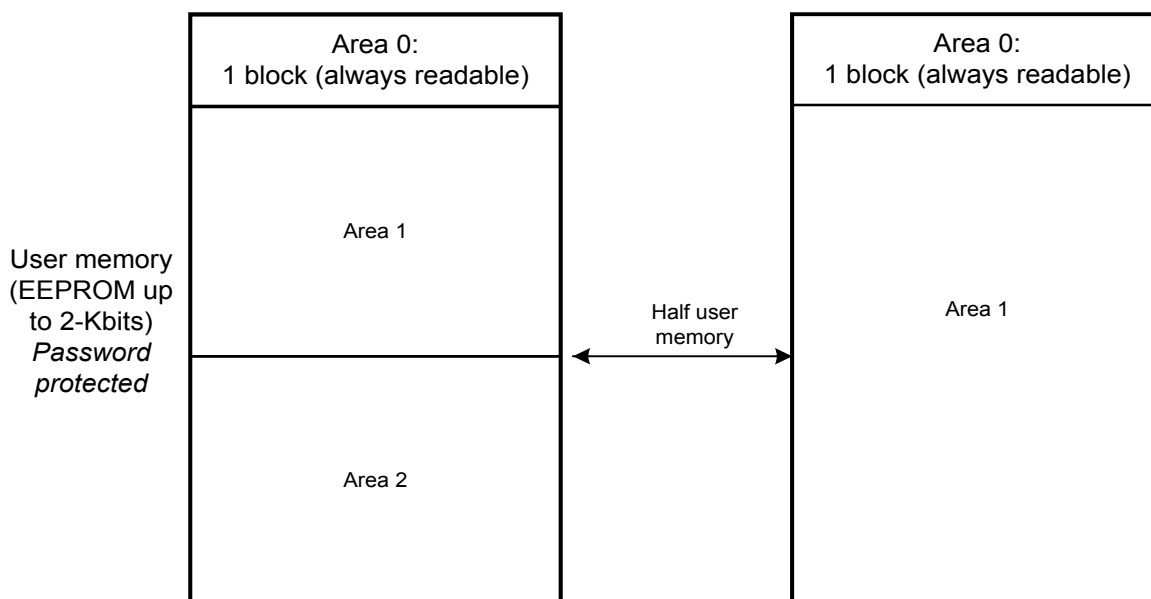 Area 0:
1 block (always readable)
Area 1
Area 2
User memory
(EEPROM up
to 2-Kbits)
Password
protected
Half user
memory
Area 0:
1 block (always readable)
Area 1